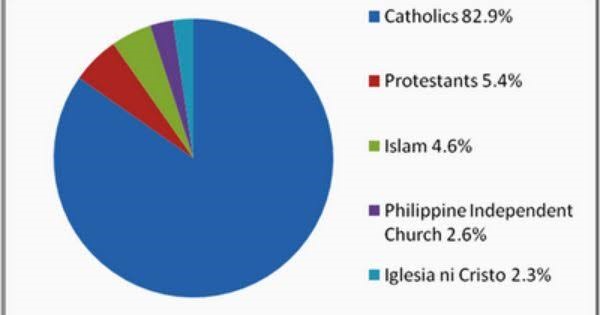 Catholics 82.9%
Protestants 5.4%
Islam 4.6%
Philippine Independent
Church 2.6%
Iglesia ni Cristo 2.3%